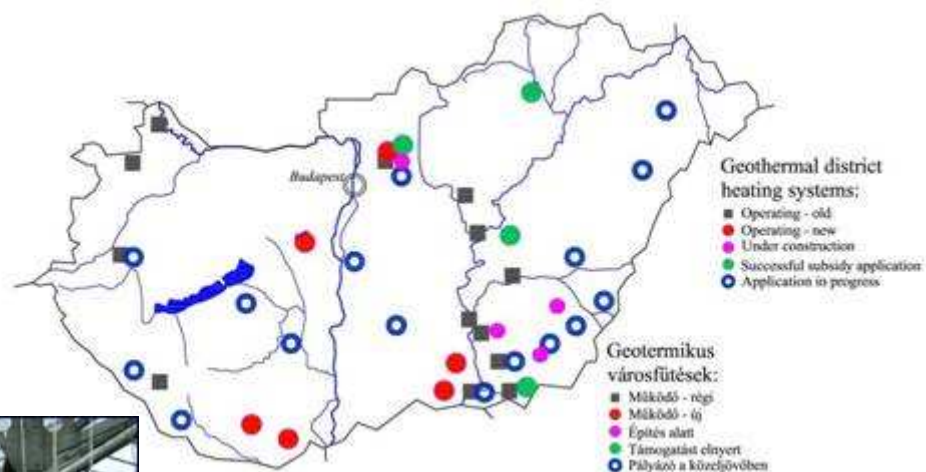 Budapest
Geothermal district
heating systems:
Operating - old
Operating - new
Under construction
Successful subsidy application
Application in progress
Geotermikus
városfűtések:
Működő - régi
Működő - új
Építés alatt
Támogatást elnyert
Pályázó a közeljövőben